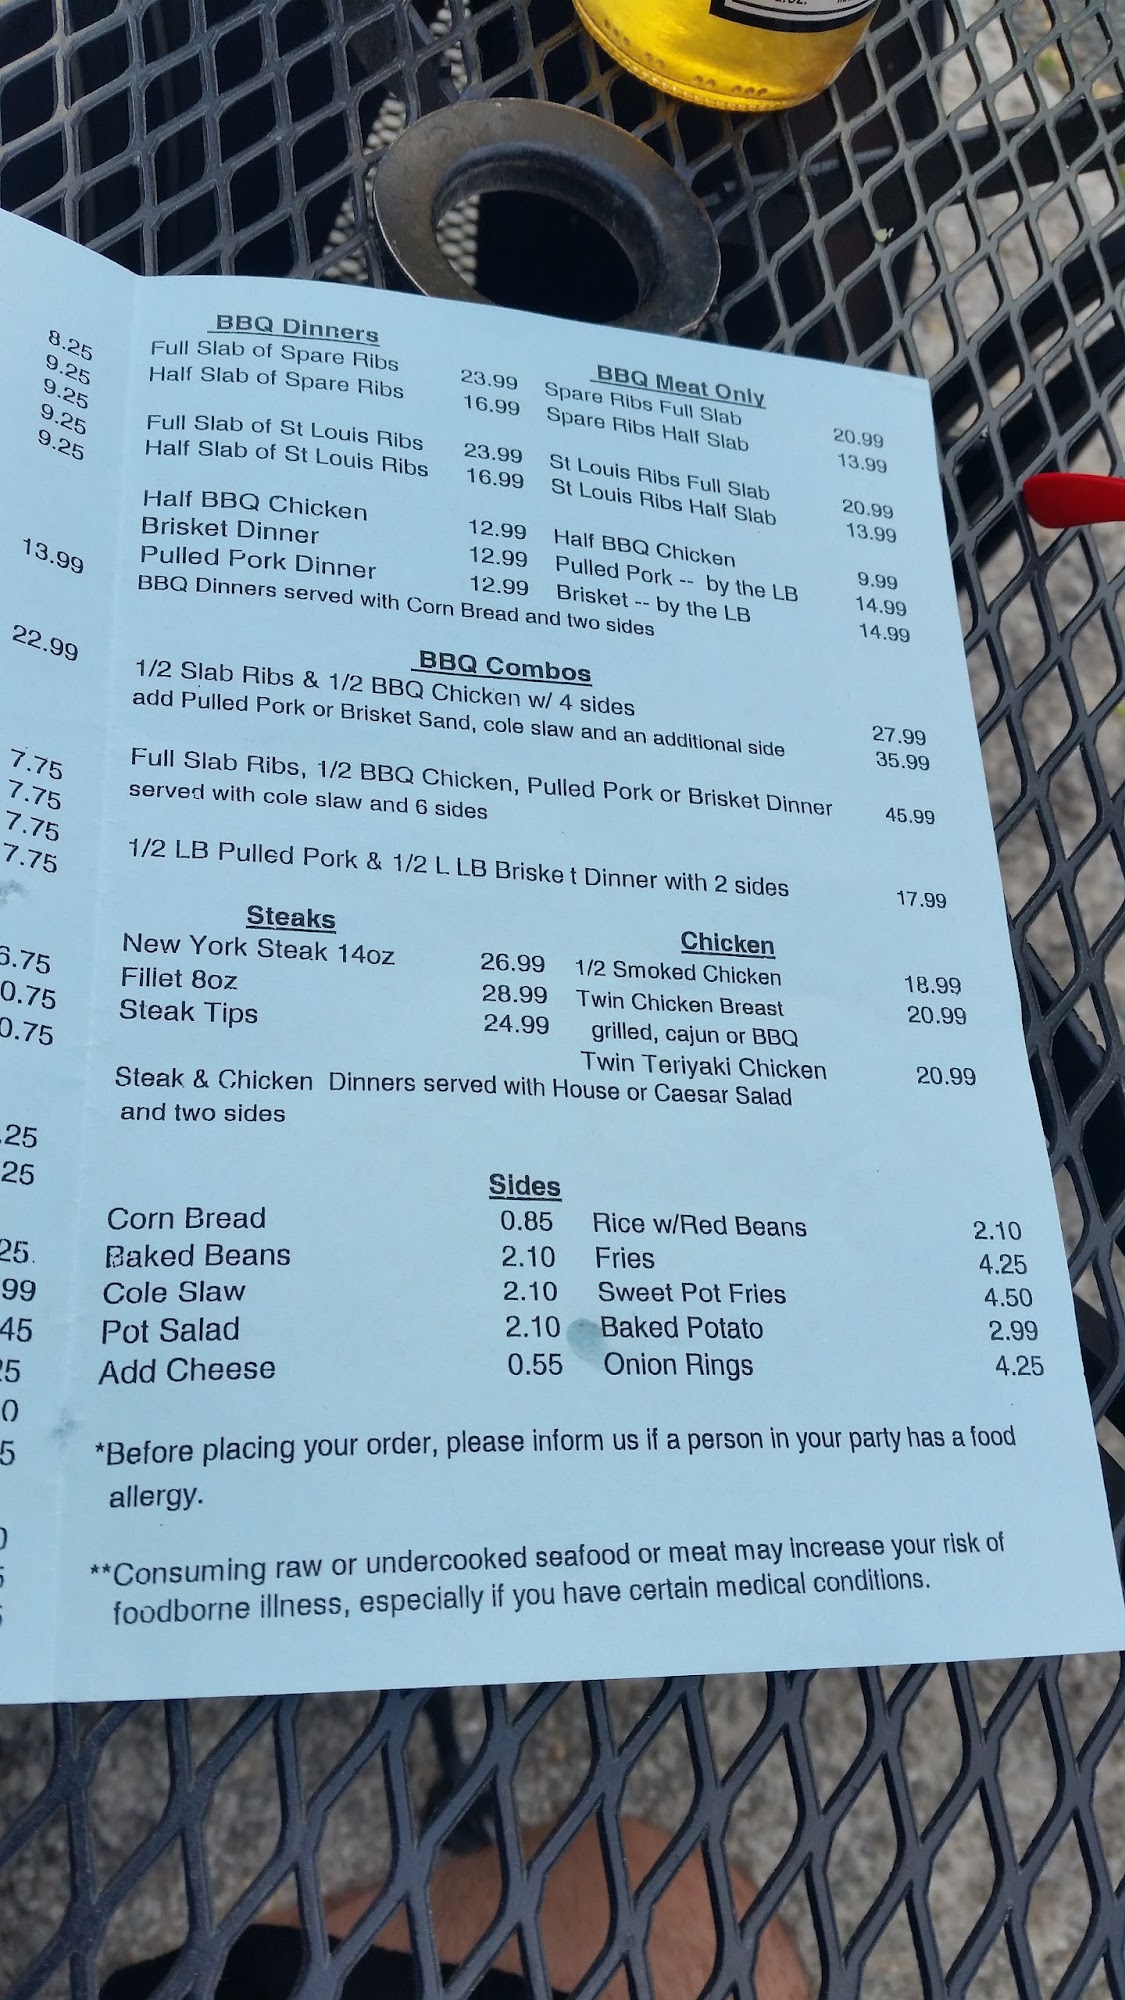 8.25
9.25
9.25
9.25
9.25
13.99
22.99
7.75
7.75
7.75
7.75
BBQ Dinners
Full Slab of Spare Ribs 23.99
Half Slab of Spare Ribs 16.99
Full Slab of St Louis Ribs 23.99
Half Slab of St Louis Ribs 16.99
Half BBQ Chicken 12.99
Brisket Dinner 12.99
Pulled Pork Dinner 12.99
BBQ Dinners served with Corn Bread and two sides
BBQ Meat Only
Spare Ribs Full Slab 20.99
Spare Ribs Half Slab 13.99
St Louis Ribs Full Slab 20.99
St Louis Ribs Half Slab 13.99
Half BBQ Chicken 9.99
Pulled Pork -- by the LB 14.99
Brisket -- by the LB 14.99
BBQ Combos
1/2 Slab Ribs & 1/2 BBQ Chicken w/ 4 sides 27.99
add Pulled Pork or Brisket Sand, cole slaw and an additional side 35.99
Full Slab Ribs, 1/2 BBQ Chicken, Pulled Pork or Brisket Dinner 45.99
served with cole slaw and 6 sides
1/2 LB Pulled Pork & 1/2 L LB Briske t Dinner with 2 sides 17.99
Steaks
New York Steak 14oz 26.99
Fillet 8oz 28.99
Steak Tips 24.99
Chicken
1/2 Smoked Chicken 18.99
Twin Chicken Breast 20.99
grilled, cajun or BBQ
Twin Teriyaki Chicken 20.99
Steak & Chicken Dinners served with House or Caesar Salad
and two sides
Sides
Corn Bread 0.85
Baked Beans 2.10
Cole Slaw 2.10
Pot Salad 2.10
Add Cheese 0.55
Rice w/Red Beans 2.10
Fries 4.25
Sweet Pot Fries 4.50
Baked Potato 2.99
Onion Rings 4.25
*Before placing your order, please inform us if a person in your party has a food
allergy.
**Consuming raw or undercooked seafood or meat may increase your risk of
foodborne illness, especially if you have certain medical conditions.